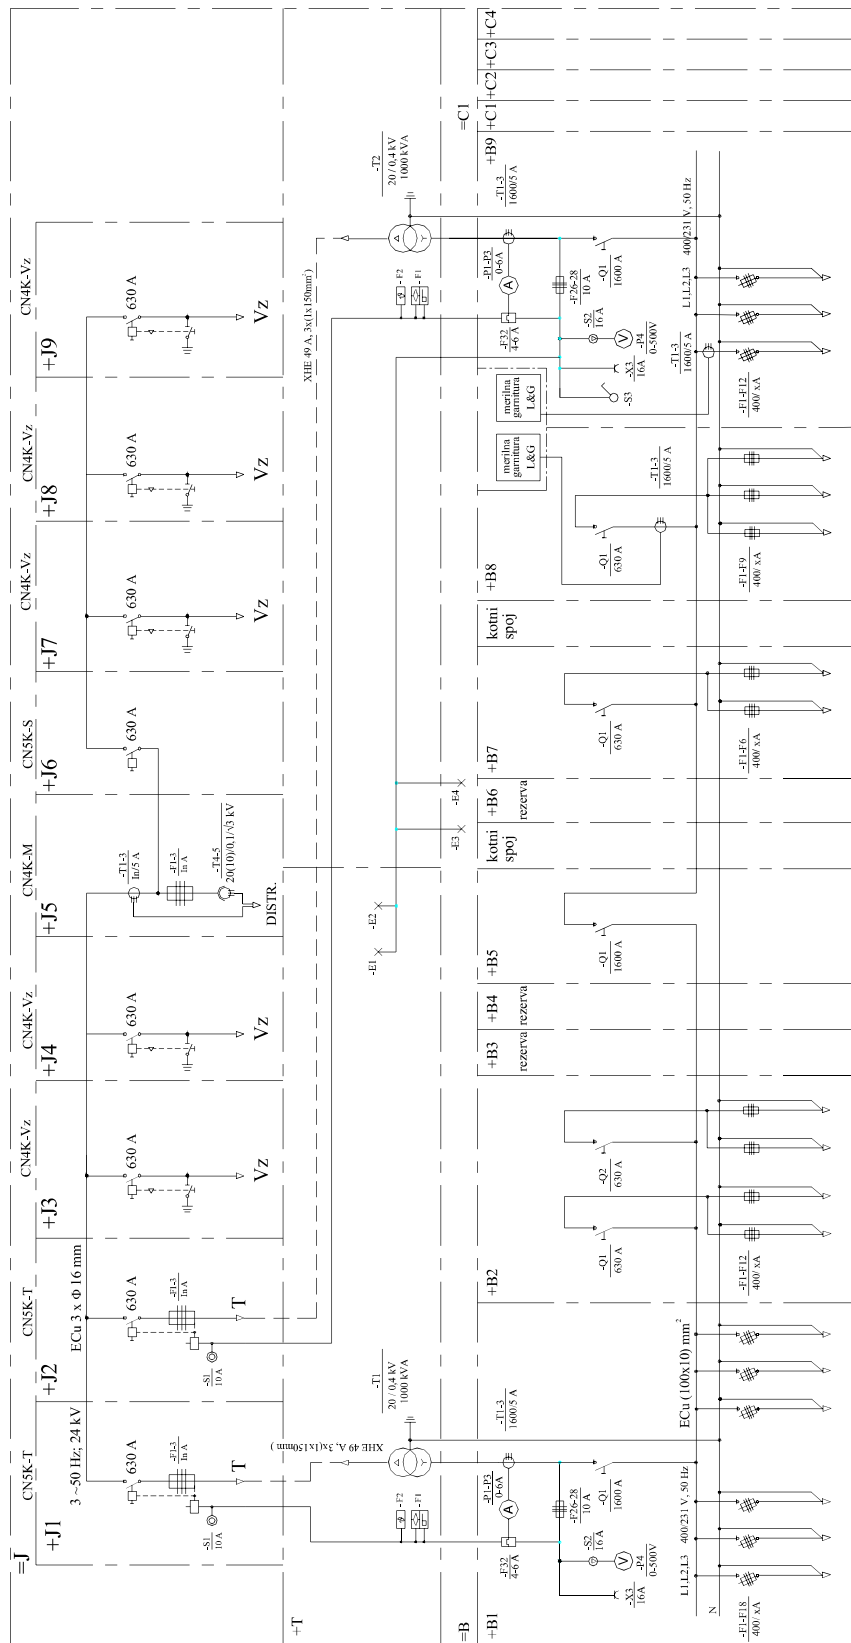 =J
+J1
CN5K-T
3 ~50 Hz; 24 kV
630 A
-F1-3
In A
-S1
10 A
T
+J2
CN5K-T
ECu 3 x Φ 16 mm
630 A
-F1-3
In A
-S1
10 A
T
+J3
CN4K-Vz
630 A
Vz
+J4
CN4K-Vz
630 A
Vz
+J5
CN4K-M
-T1-3
In/5 A
-F1-3
In A
-T4-5
20(10)/0,1/√3 kV
DISTR.
+J6
CN5K-S
630 A
+J7
CN4K-Vz
630 A
Vz
+J8
CN4K-Vz
630 A
Vz
+J9
CN4K-Vz
630 A
Vz
+T
XHE 49 A, 3x(1x150mm²)
XHE 49 A, 3x(1x150mm²)
-T1
20 / 0,4 kV
1000 kVA
-F2
-F1
-E1
-E2
-E3
-E4
-T2
20 / 0,4 kV
1000 kVA
-F2
-F1
=B
+B1
-T1-3
1600/5 A
-P1-P3
0-6A
A
-F32
4-6 A
-F26-28
10 A
-S2
16 A
V
-P4
0-500V
-X3
16A
-Q1
1600 A
L1,L2,L3
400/231 V, 50 Hz
N
-F1-F18
400/ xA
ECu (100x10) mm²
+B2
-Q1
630 A
-Q2
630 A
-F1-F12
400/ xA
+B3
rezerva
+B4
rezerva
+B5
-Q1
1600 A
kotni
spoj
+B6
rezerva
+B7
-Q1
630 A
-F1-F6
400/ xA
kotni
spoj
+B8
merilna
garnitura
L&G
merilna
garnitura
L&G
-Q1
630 A
-T1-3
1600/5 A
-F1-F9
400/ xA
+B9
-T1-3
1600/5 A
-P1-P3
0-6A
A
-F32
4-6 A
-F26-28
10 A
-S2
16 A
V
-P4
0-500V
-X3
16A
-S3
-Q1
1600 A
-T1-3
1600/5 A
L1,L2,L3
400/231 V, 50 Hz
-F1-F12
400/ xA
=C1
+C1
+C2
+C3
+C4